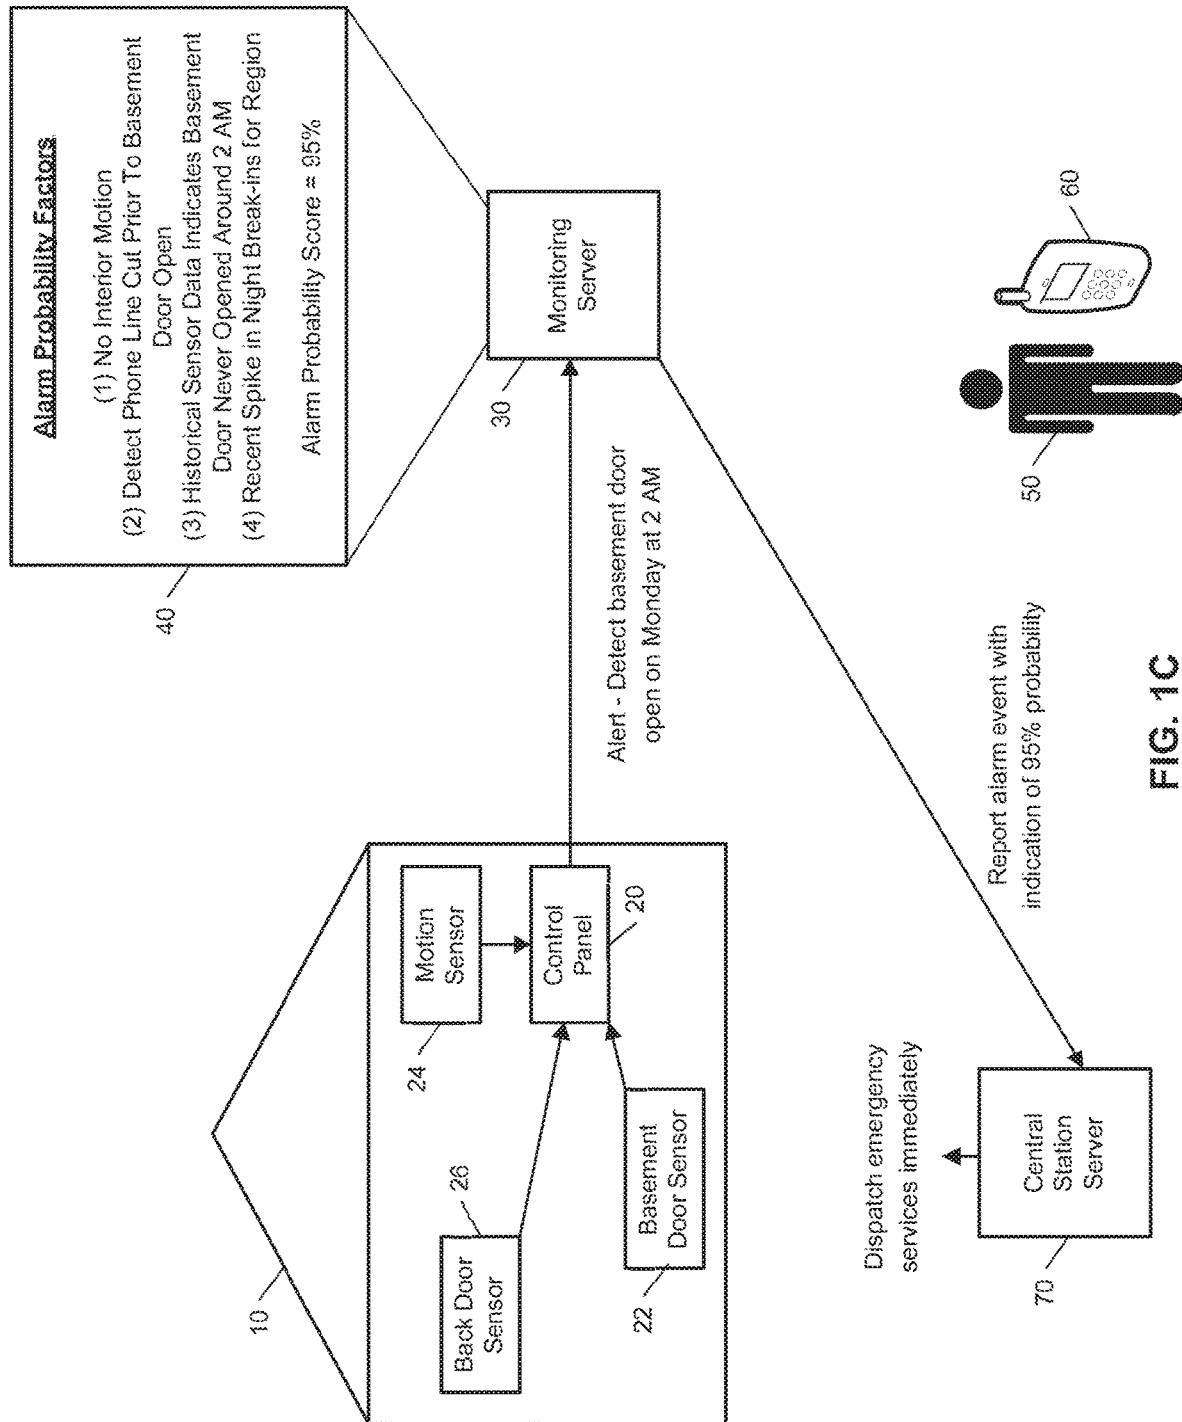 Alarm Probability Factors
(1) No Interior Motion
(2) Detect Phone Line Cut Prior To Basement
Door Open
(3) Historical Sensor Data Indicates Basement
Door Never Opened Around 2 AM
(4) Recent Spike in Night Break-ins for Region
Alarm Probability Score = 95%
40
10
Motion
Sensor
24
Back Door
Sensor
26
Control
Panel
20
Basement
Door Sensor
22
Monitoring
Server
30
Alert - Detect basement door
open on Monday at 2 AM
Dispatch emergency
services immediately
Central
Station
Server
70
Report alarm event with
indication of 95% probability
50
60
FIG. 1C